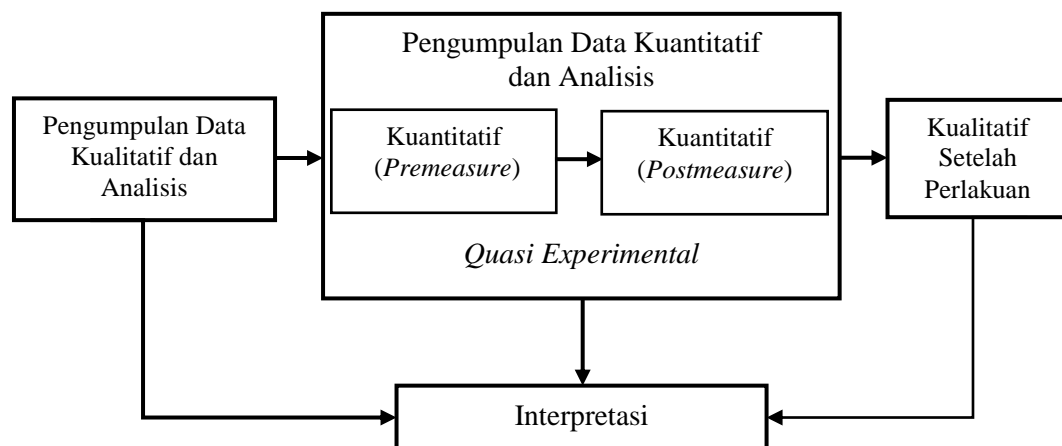 Pengumpulan Data Kuantitatif
dan Analisis
Pengumpulan Data
Kualitatif dan
Analisis
Kuantitatif
(Premeasure)
Kuantitatif
(Postmeasure)
Kualitatif
Setelah
Perlakuan
Quasi Experimental
Interpretasi